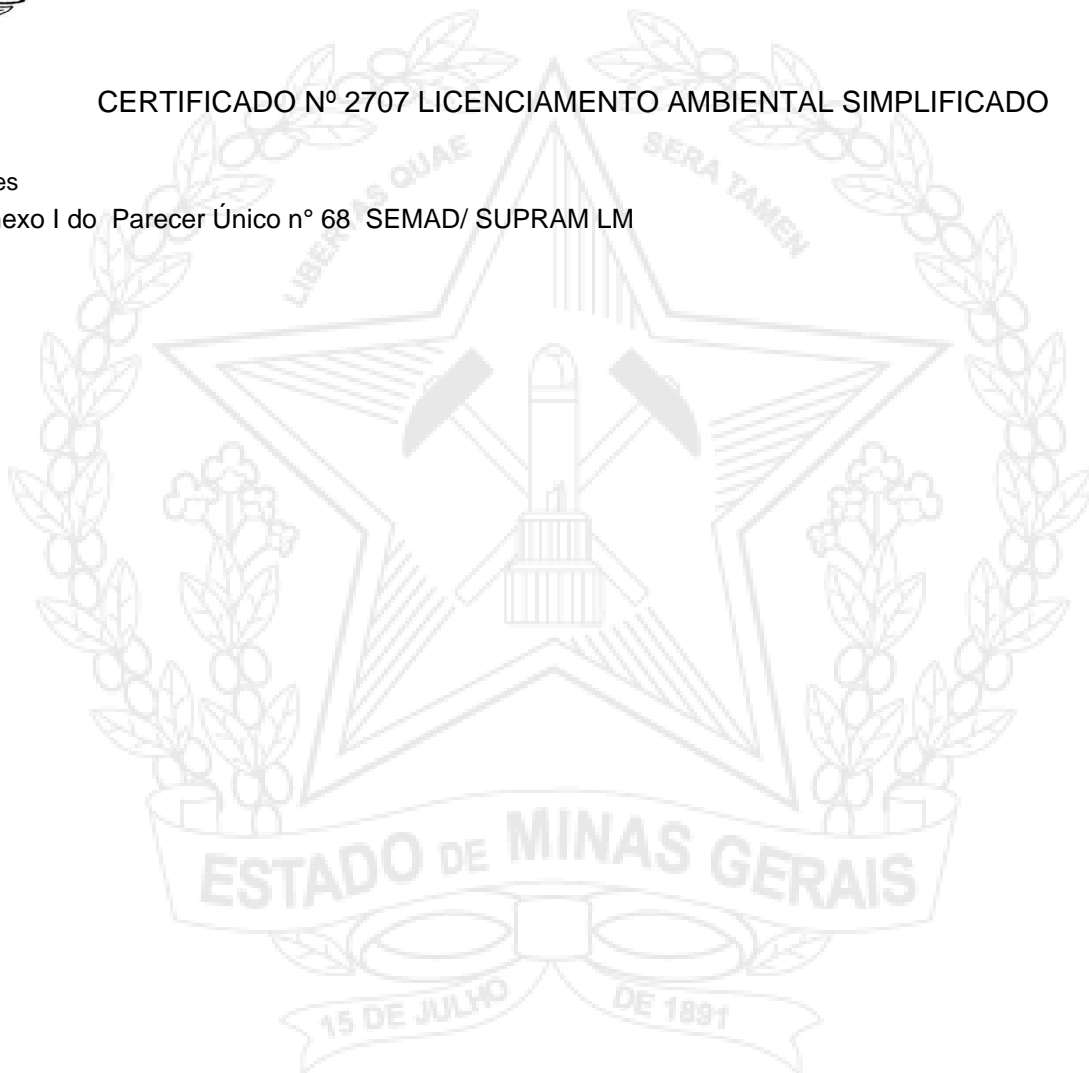 CERTIFICADO Nº 2707 LICENCIAMENTO AMBIENTAL SIMPLIFICADO
es
nexo I do Parecer Único n° 68 SEMAD/ SUPRAM LM
LIBERTAS QUAE SERA TAMEN
ESTADO DE MINAS GERAIS
15 DE JULHO DE 1891